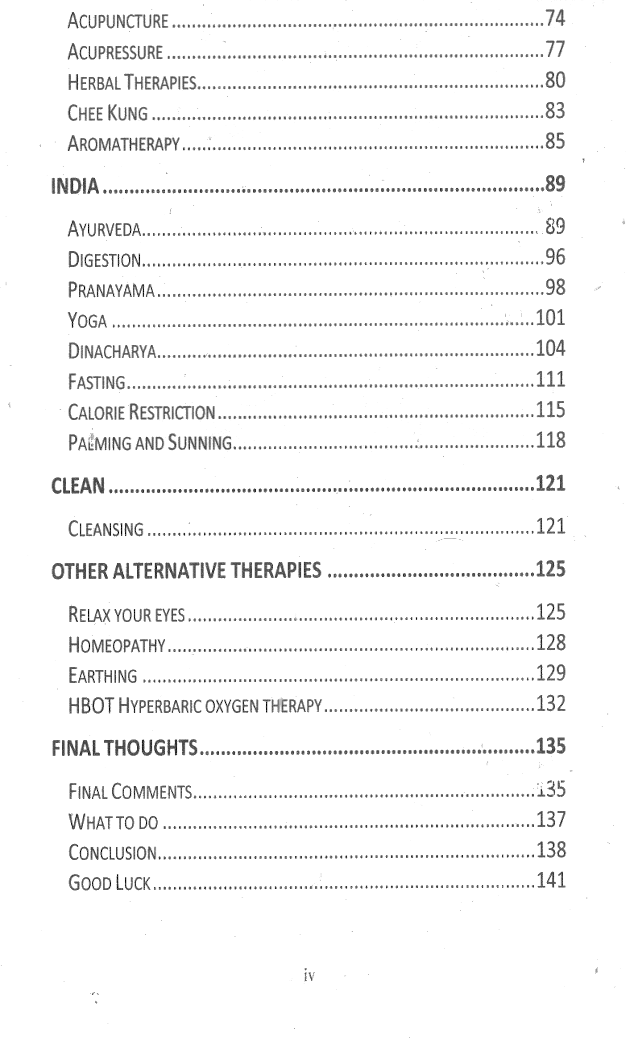 ACUPUNCTURE ........................................................................... 74
ACUPRESSURE ............................................................................ 77
HERBAL THERAPIES...................................................................... 80
CHEE KUNG ............................................................................... 83
AROMATHERAPY......................................................................... 85
INDIA ................................................................................... 89
AYURVEDA................................................................................ 89
DIGESTION................................................................................ 96
PRANAYAMA.............................................................................. 98
YOGA ..................................................................................... 101
DINACHARYA............................................................................ 104
FASTING.................................................................................. 111
CALORIE RESTRICTION ................................................................ 115
PALMING AND SUNNING............................................................. 118
CLEAN ................................................................................. 121
CLEANSING .............................................................................. 121
OTHER ALTERNATIVE THERAPIES ....................................... 125
RELAX YOUR EYES ...................................................................... 125
HOMEOPATHY.......................................................................... 128
EARTHING ............................................................................... 129
HBOT HYPERBARIC OXYGEN THERAPY........................................... 132
FINAL THOUGHTS................................................................ 135
FINAL COMMENTS..................................................................... 135
WHAT TO DO ........................................................................... 137
CONCLUSION............................................................................ 138
GOOD LUCK ............................................................................. 141
iv